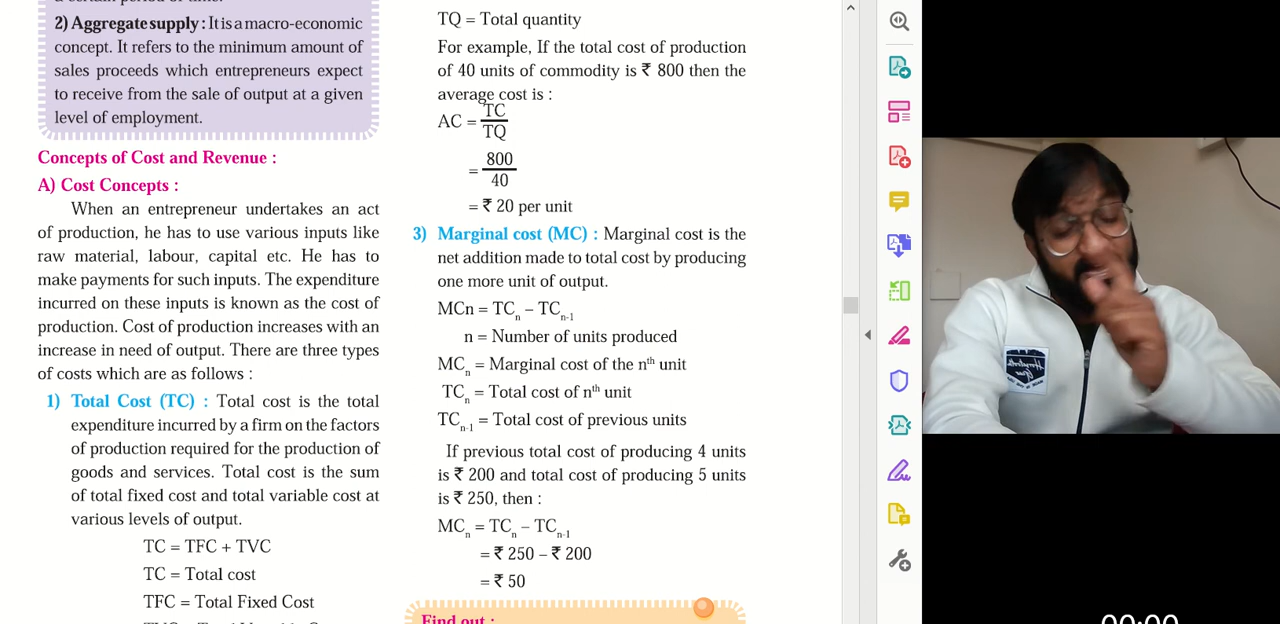 2) Aggregate supply : It is a macro-economic
concept. It refers to the minimum amount of
sales proceeds which entrepreneurs expect
to receive from the sale of output at a given
level of employment.
Concepts of Cost and Revenue :
A) Cost Concepts :
When an entrepreneur undertakes an act
of production, he has to use various inputs like
raw material, labour, capital etc. He has to
make payments for such inputs. The expenditure
incurred on these inputs is known as the cost of
production. Cost of production increases with an
increase in need of output. There are three types
of costs which are as follows :
1) Total Cost (TC) : Total cost is the total
expenditure incurred by a firm on the factors
of production required for the production of
goods and services. Total cost is the sum
of total fixed cost and total variable cost at
various levels of output.
TC = TFC + TVC
TC = Total cost
TFC = Total Fixed Cost
TQ = Total quantity
For example, If the total cost of production
of 40 units of commodity is ₹ 800 then the
average cost is :
AC = TC
TQ
= 800
40
= ₹ 20 per unit
3) Marginal cost (MC) : Marginal cost is the
net addition made to total cost by producing
one more unit of output.
MCn = TCn – TCn-1
n = Number of units produced
MCn = Marginal cost of the nth unit
TCn = Total cost of nth unit
TCn-1 = Total cost of previous units
If previous total cost of producing 4 units
is ₹ 200 and total cost of producing 5 units
is ₹ 250, then :
MCn = TCn – TCn-1
= ₹ 250 – ₹ 200
= ₹ 50
Find out :
00:00